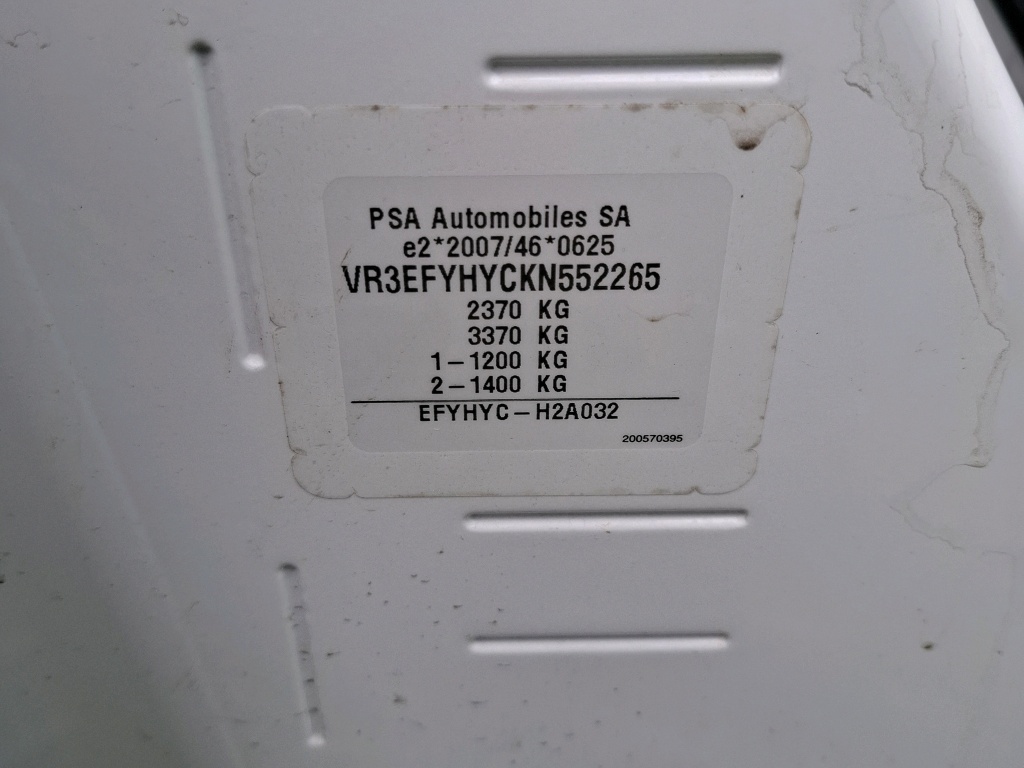 PSA Automobiles SA
e2*2007/46*0625
VR3EFYHYCKN552265
2370 KG
3370 KG
1-1200 KG
2-1400 KG
EFYHYC-H2A032
200570395